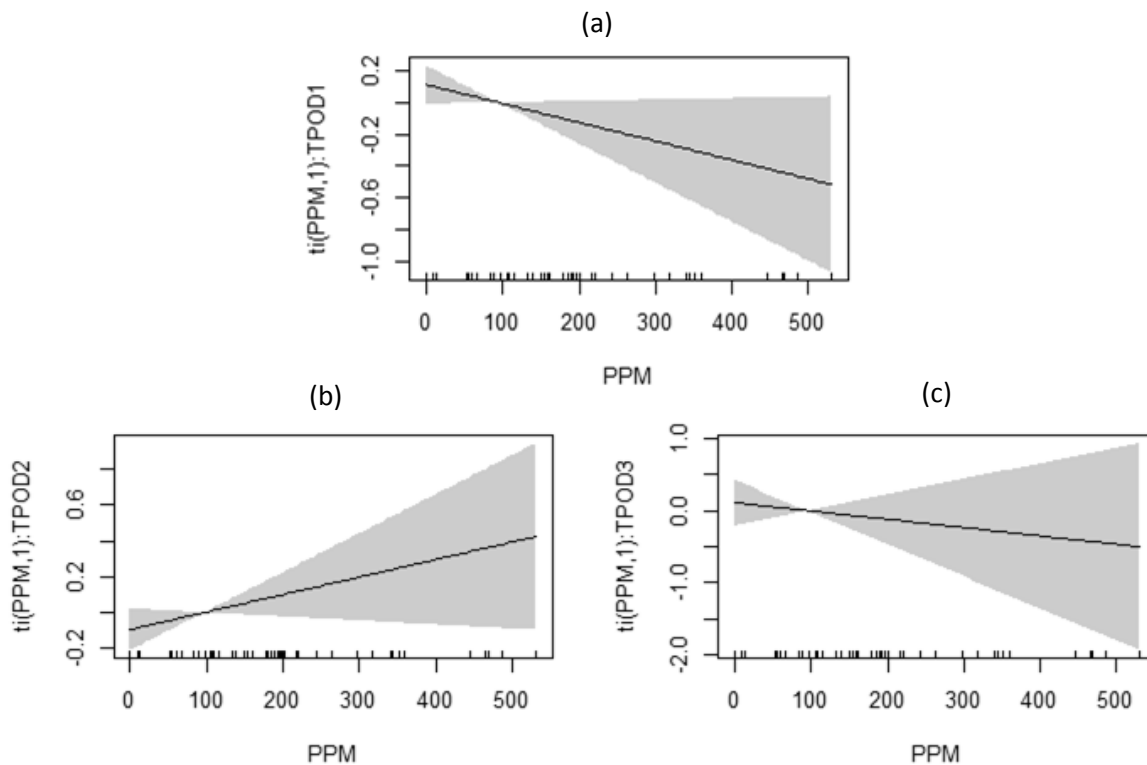 (a)
ti(PPM,1):TPOD1
0.2
-0.2
-0.6
-1.0
0 100 200 300 400 500
PPM
(b)
ti(PPM,1):TPOD2
0.6
0.2
-0.2
0 100 200 300 400 500
PPM
(c)
ti(PPM,1):TPOD3
1.0
0.0
-1.0
-2.0
0 100 200 300 400 500
PPM